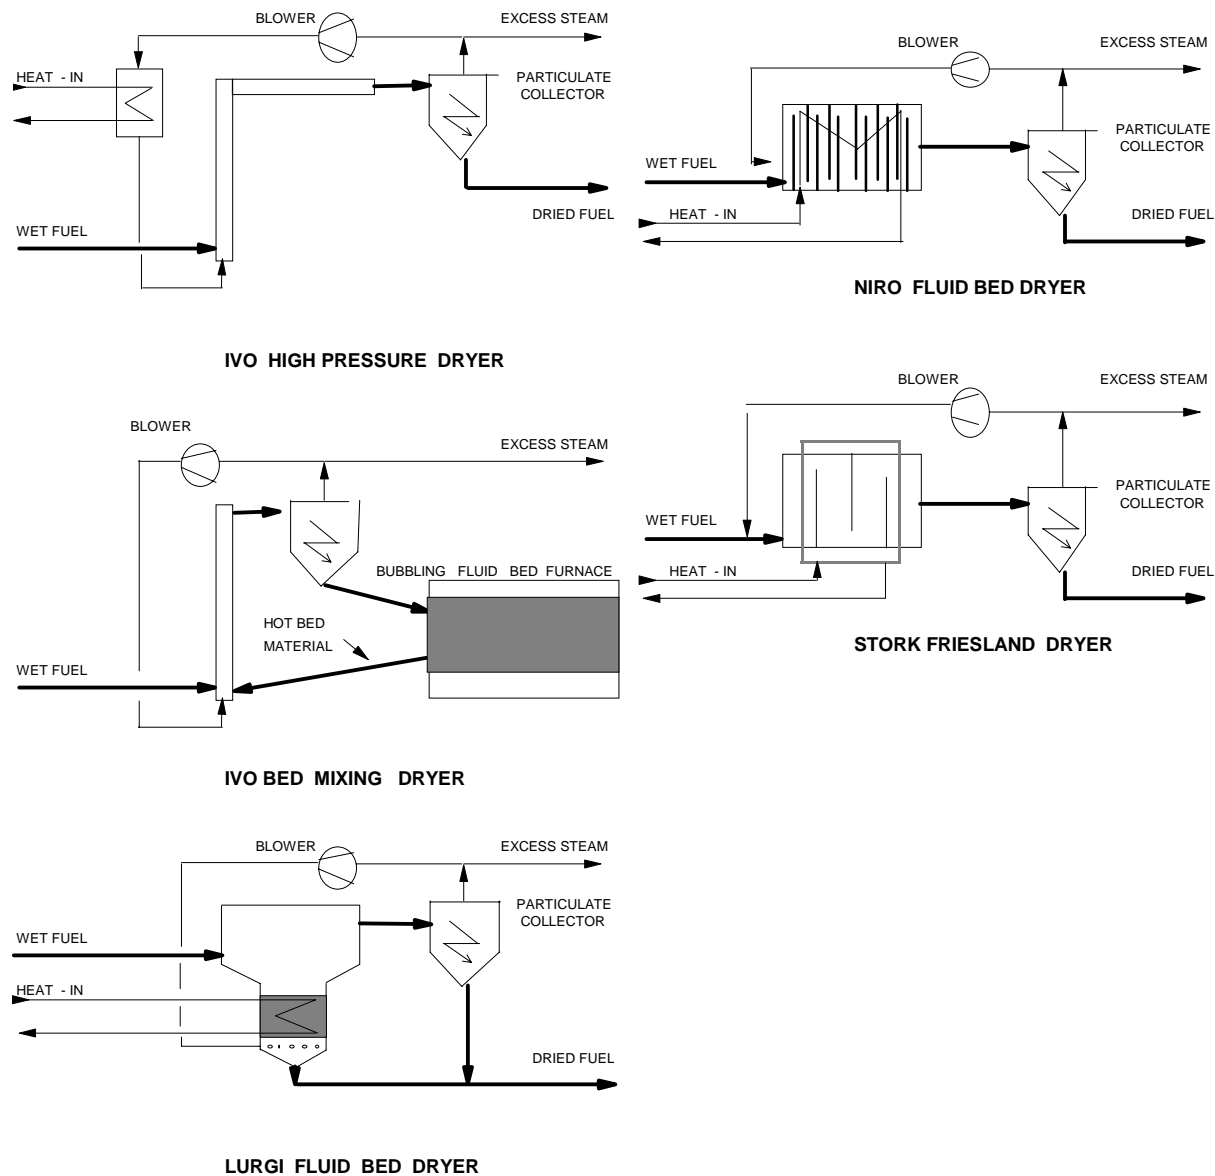 BLOWER
EXCESS STEAM
HEAT - IN
PARTICULATE
COLLECTOR
WET FUEL
DRIED FUEL
IVO HIGH PRESSURE DRYER
BLOWER
EXCESS STEAM
PARTICULATE
COLLECTOR
WET FUEL
HEAT - IN
DRIED FUEL
NIRO FLUID BED DRYER
BLOWER
EXCESS STEAM
BUBBLING FLUID BED FURNACE
HOT BED
MATERIAL
WET FUEL
IVO BED MIXING DRYER
BLOWER
EXCESS STEAM
PARTICULATE
COLLECTOR
WET FUEL
HEAT - IN
DRIED FUEL
STORK FRIESLAND DRYER
BLOWER
EXCESS STEAM
PARTICULATE
COLLECTOR
WET FUEL
HEAT - IN
DRIED FUEL
LURGI FLUID BED DRYER